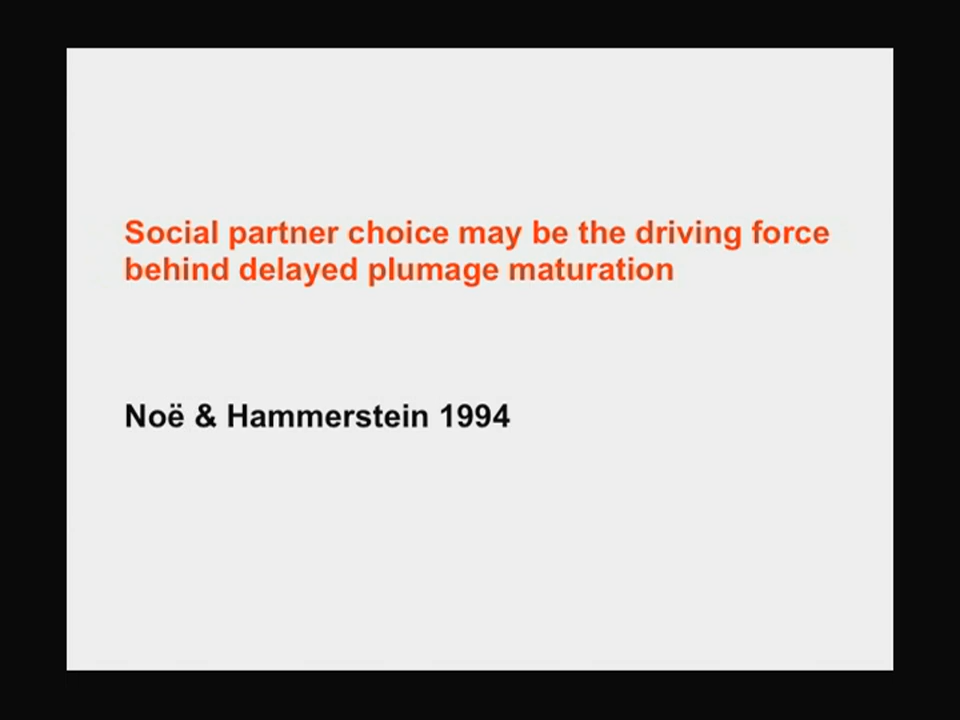 Social partner choice may be the driving force
behind delayed plumage maturation
Noë & Hammerstein 1994